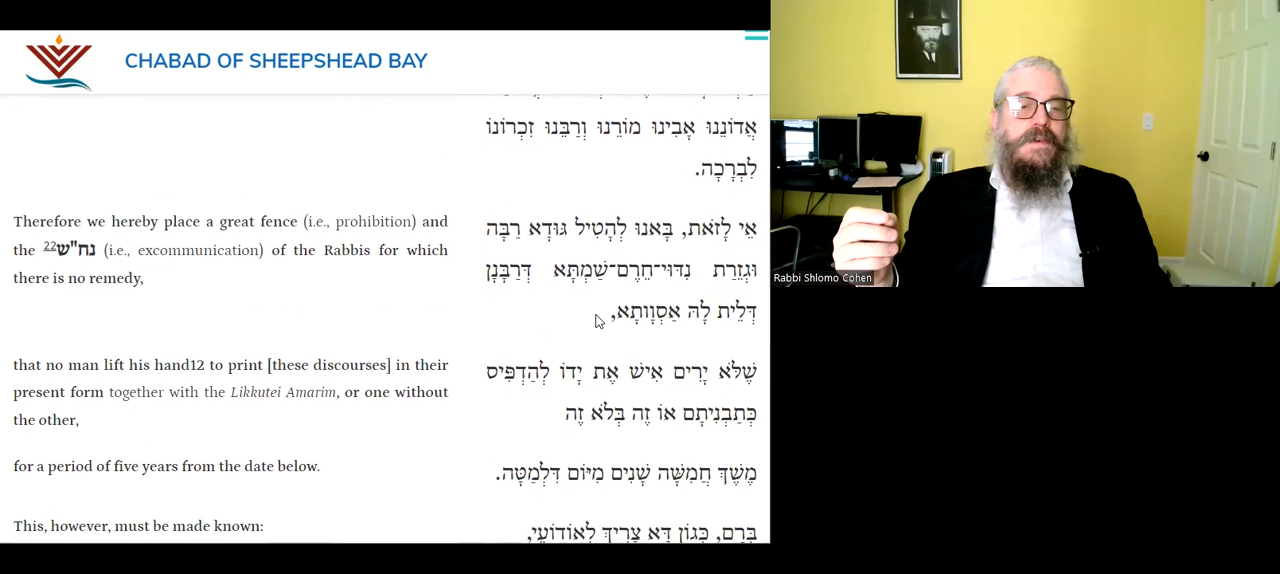 CHABAD OF SHEEPSHEAD BAY
אֲדוֹנֵנוּ אָבִינוּ מוֹרֵנוּ וְרַבֵּנוּ זִכְרוֹנוֹ
לִבְרָכָה.
Therefore we hereby place a great fence (i.e., prohibition) and
the 22נח"ש (i.e., excommunication) of the Rabbis for which
there is no remedy,
אֵי לָזֹאת, בָּאנוּ לְהָטִיל גּוּדָא רַבָּה
וּגְזֵרַת נִדּוּי־חֵרֶם־שַׁמְתָּא דְּרַבָּנָן
דְּלֵית לָהּ אַסְוָותָא,
that no man lift his hand12 to print [these discourses] in their
present form together with the Likkutei Amarim, or one without
the other,
שֶׁלֹּא יָרִים אִישׁ אֶת יָדוֹ לְהַדְפִּיס
כְּתַבְנִיתָם אוֹ זֶה בְּלֹא זֶה
for a period of five years from the date below.
מֶשֶׁךְ חֲמִשָּׁה שָׁנִים מִיּוֹם דִּלְמַטָּה.
This, however, must be made known:
בְּרַם, כְּגוֹן דָּא צָרִיךְ לְאוֹדוֹעֵי,
Rabbi Shlomo Cohen